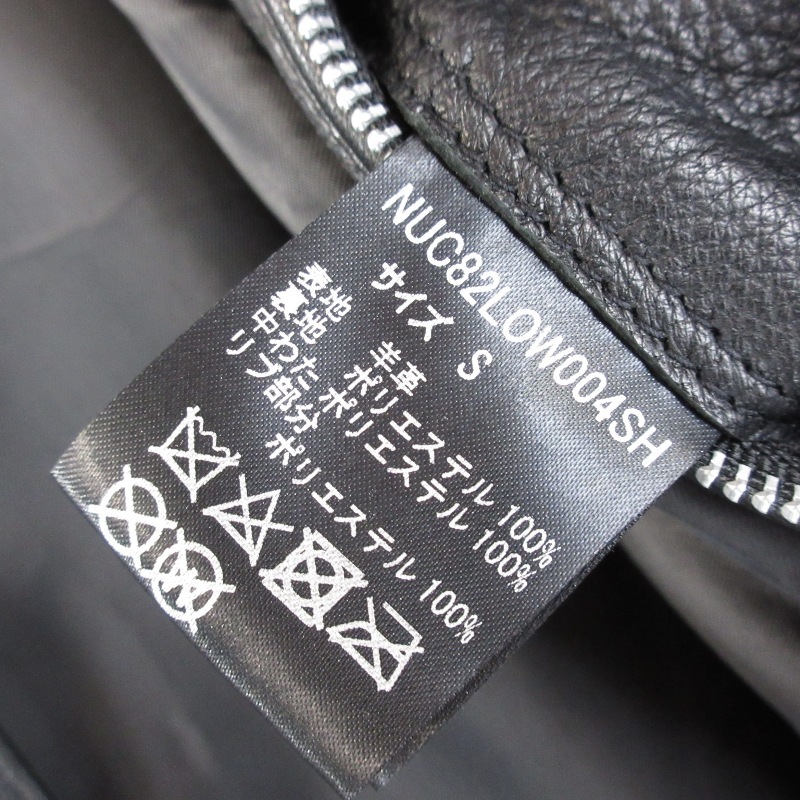 NUC82LOW004SH
サイズ S
表地 羊革
裏地 ポリエステル 100%
中わた ポリエステル 100%
リブ部分 ポリエステル 100%